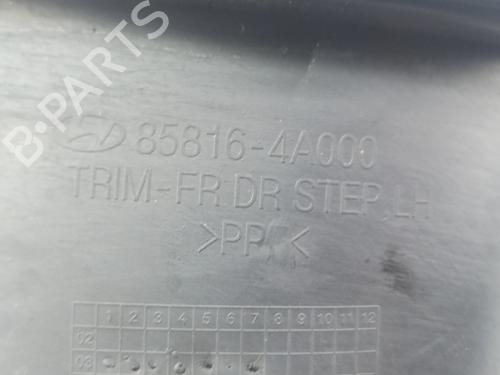 B-PARTS
85816-4A000
TRIM-FR DR STEP,LH
>PP<
1 2 3 4 5 6 7 8 9 10 11 12
02
03